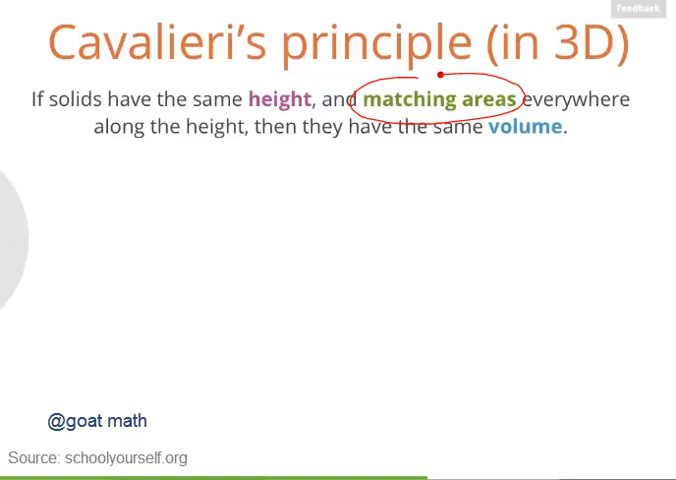 Feedback
Cavalieri's principle (in 3D)
If solids have the same height, and matching areas everywhere
along the height, then they have the same volume.
@goat math
Source: schoolyourself.org